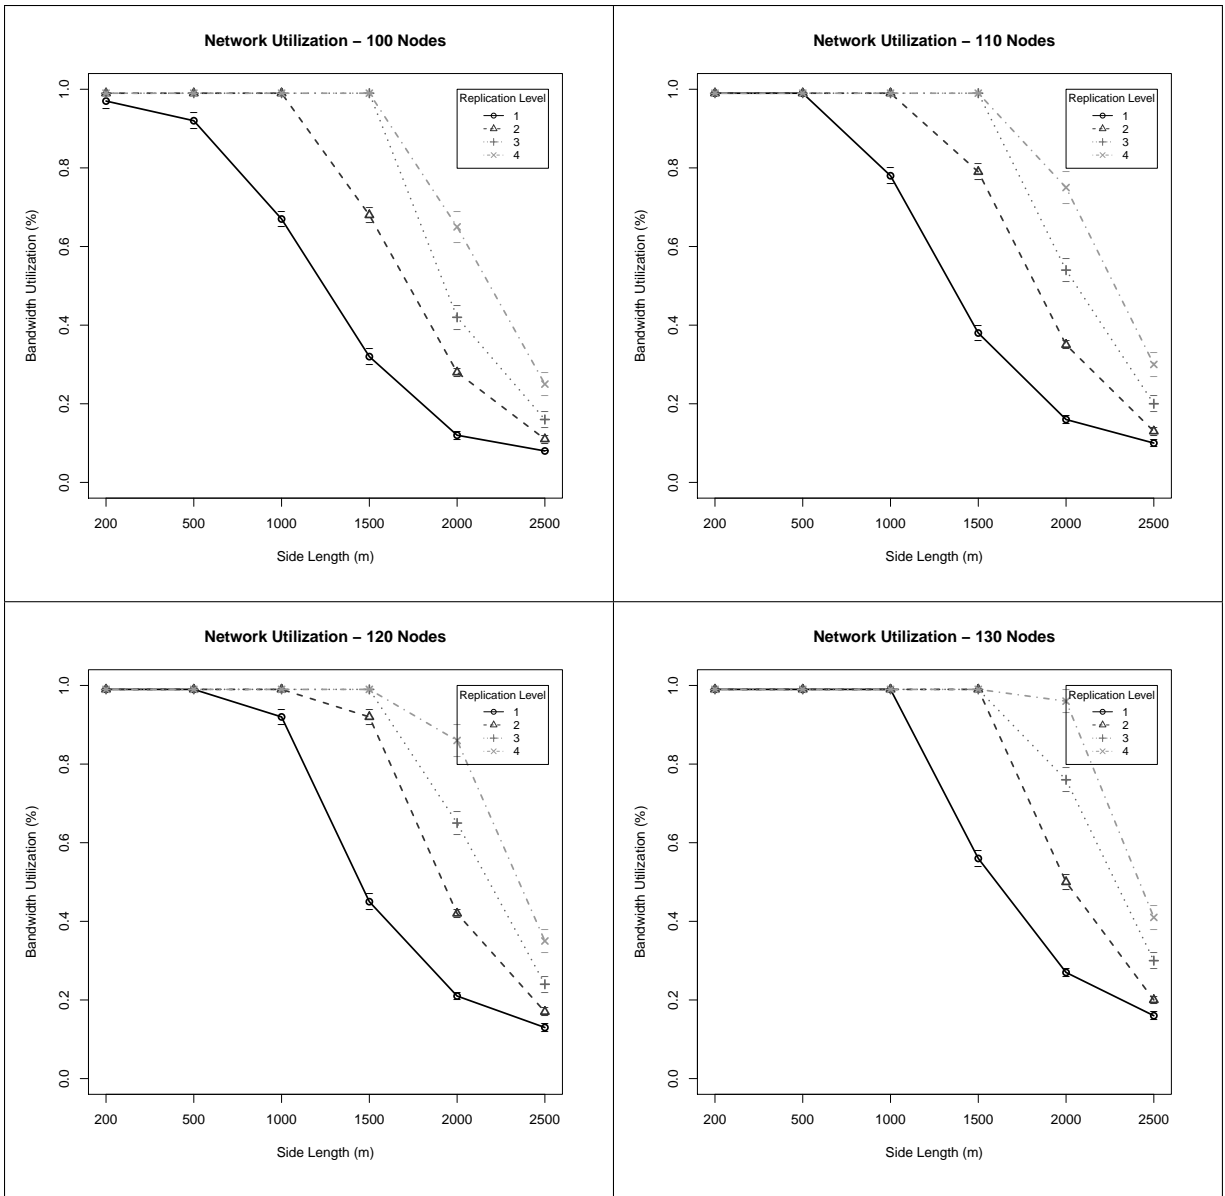 Network Utilization – 100 Nodes
Bandwidth Utilization (%)
1.0
0.8
0.6
0.4
0.2
0.0
Replication Level
1
2
3
4
200 500 1000 1500 2000 2500
Side Length (m)
Network Utilization – 110 Nodes
Bandwidth Utilization (%)
1.0
0.8
0.6
0.4
0.2
0.0
Replication Level
1
2
3
4
200 500 1000 1500 2000 2500
Side Length (m)
Network Utilization – 120 Nodes
Bandwidth Utilization (%)
1.0
0.8
0.6
0.4
0.2
0.0
Replication Level
1
2
3
4
200 500 1000 1500 2000 2500
Side Length (m)
Network Utilization – 130 Nodes
Bandwidth Utilization (%)
1.0
0.8
0.6
0.4
0.2
0.0
Replication Level
1
2
3
4
200 500 1000 1500 2000 2500
Side Length (m)